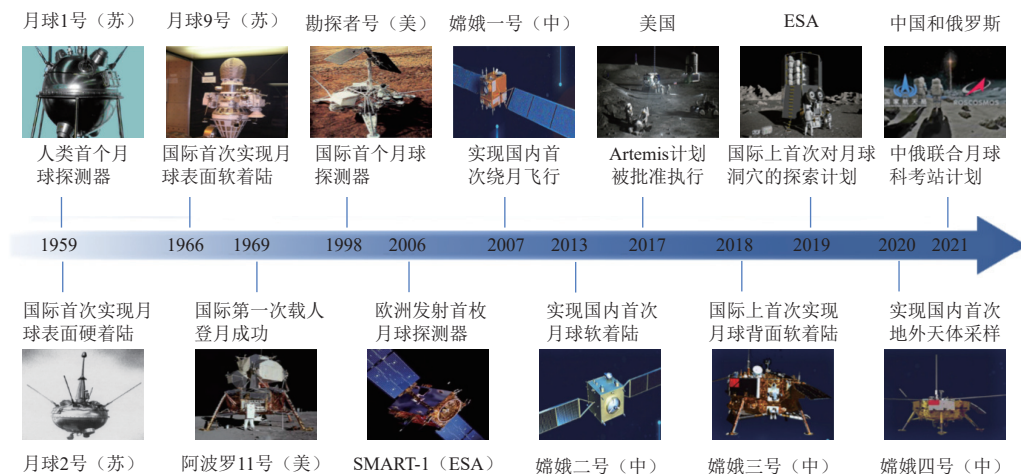 月球1号（苏）
月球9号（苏）
勘探者号（美）
嫦娥一号（中）
美国
ESA
中国和俄罗斯
ROSCOSMOS
人类首个月
球探测器
国际首次实现月
球表面软着陆
国际首个月球
探测器
实现国内首
次绕月飞行
Artemis计划
被批准执行
国际上首次对月球
洞穴的探索计划
中俄联合月球
科考站计划
1959
1966
1969
1998
2006
2007
2013
2017
2018
2019
2020
2021
国际首次实现月
球表面硬着陆
国际第一次载人
登月成功
欧洲发射首枚
月球探测器
实现国内首次
月球软着陆
国际上首次实现
月球背面软着陆
实现国内首次
地外天体采样
月球2号（苏）
阿波罗11号（美）
SMART-1（ESA）
嫦娥二号（中）
嫦娥三号（中）
嫦娥四号（中）